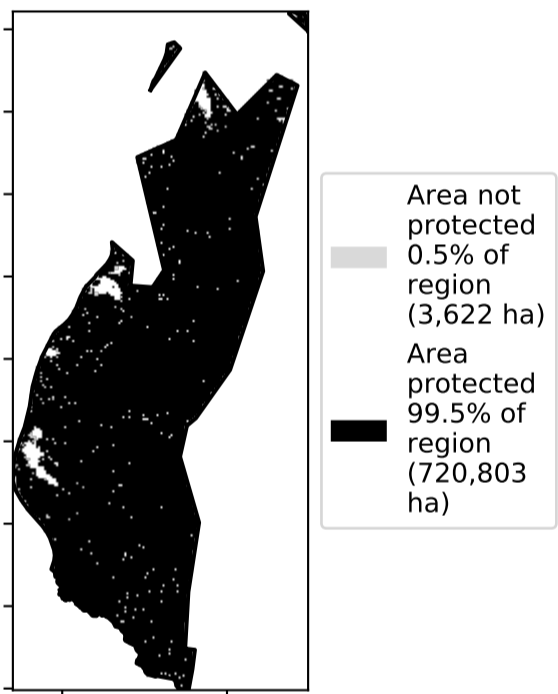 Area not
protected
0.5% of
region
(3,622 ha)
Area
protected
99.5% of
region
(720,803
ha)